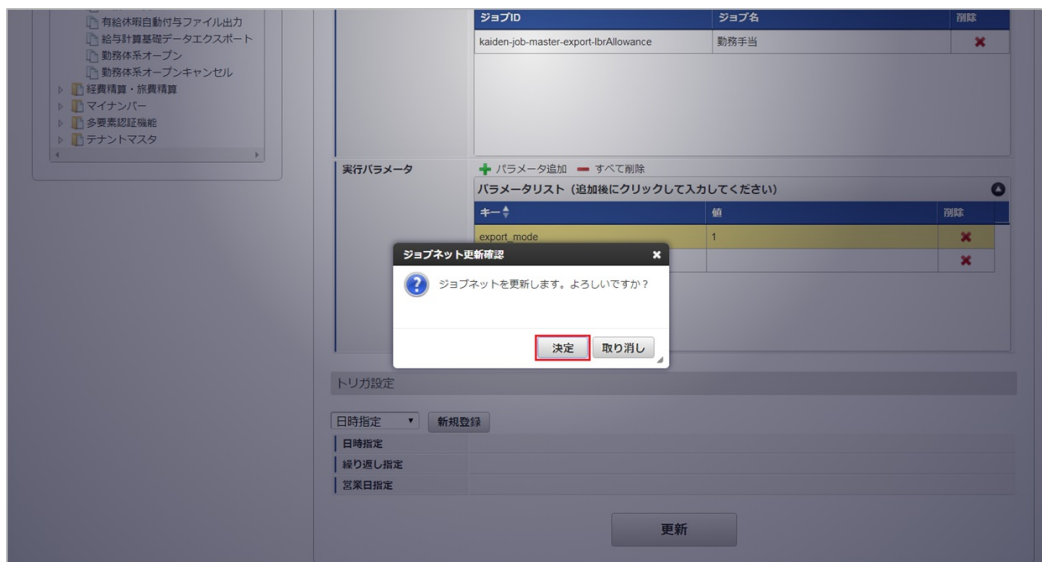 有給休暇自動付与ファイル出力
給与計算基礎データエクスポート
勤務体系オープン
勤務体系オープンキャンセル
経費精算・旅費精算
マイナンバー
多要素認証機能
テナントマスタ
ジョブID ジョブ名 削除
kaiden-job-master-export-lbrAllowance 勤務手当
実行パラメータ
パラメータ追加 すべて削除
パラメータリスト（追加後にクリックして入力してください）
キー 値 削除
export_mode 1
ジョブネット更新確認
ジョブネットを更新します。よろしいですか？
決定 取り消し
トリガ設定
日時指定 新規登録
日時指定
繰り返し指定
営業日指定
更新